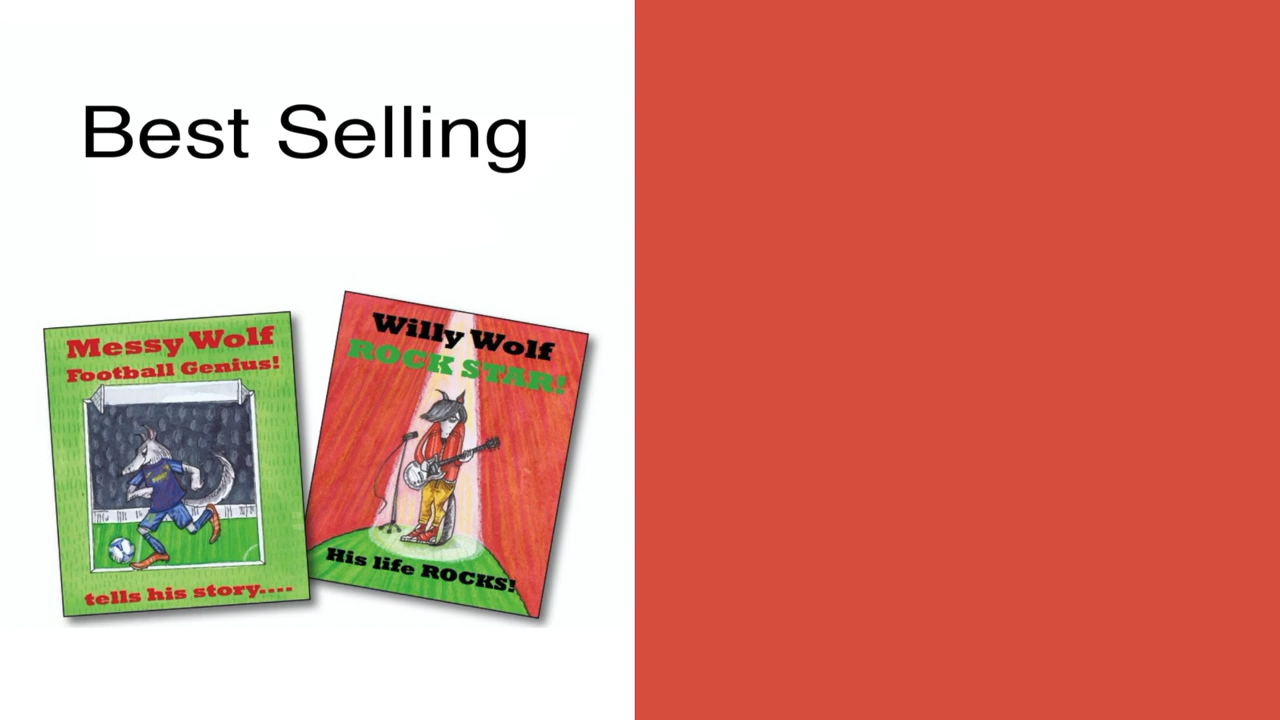 Best Selling
Messy Wolf
Football Genius!
tells his story....
Willy Wolf
ROCK STAR!
His life ROCKS!